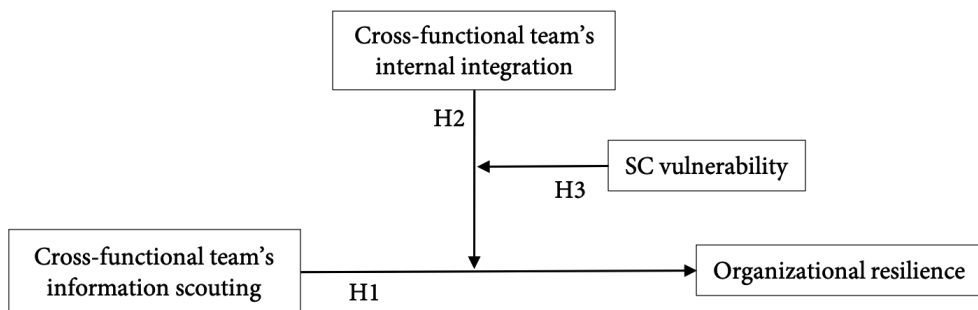 Cross-functional team's
internal integration
H2
SC vulnerability
H3
Cross-functional team's
information scouting
H1
Organizational resilience